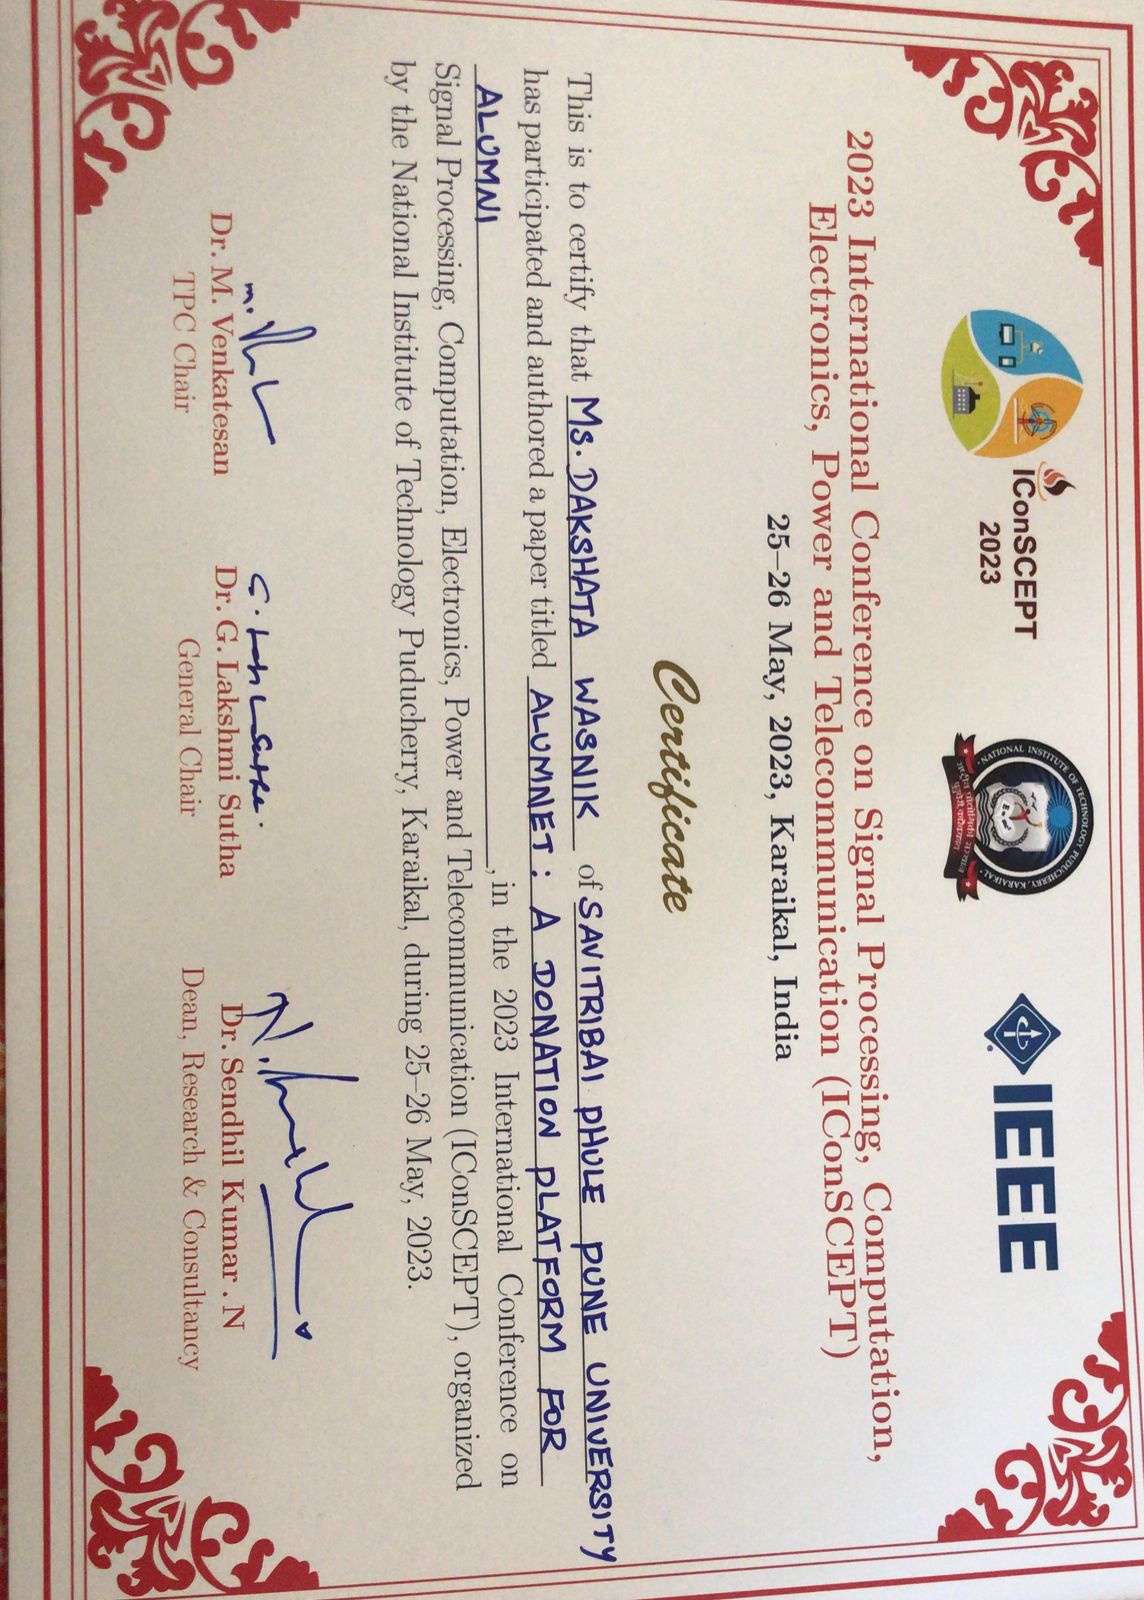 IConSCEPT
2023
NATIONAL INSTITUTE OF TECHNOLOGY PUDUCHERRY, KARAIKAL
IEEE
2023 International Conference on Signal Processing, Computation,
Electronics, Power and Telecommunication (IConSCEPT)
25–26 May, 2023, Karaikal, India
Certificate
This is to certify that Ms. DAKSHATA WASNIK of SAVITRIBAI PHULE PUNE UNIVERSITY
has participated and authored a paper titled ALUMNET: A DONATION PLATFORM FOR
ALUMNI, in the 2023 International Conference on
Signal Processing, Computation, Electronics, Power and Telecommunication (IConSCEPT), organized
by the National Institute of Technology Puducherry, Karaikal, during 25–26 May, 2023.
Dr. M. Venkatesan
TPC Chair
Dr. G. Lakshmi Sutha
General Chair
Dr. Sendhil Kumar . N
Dean, Research & Consultancy